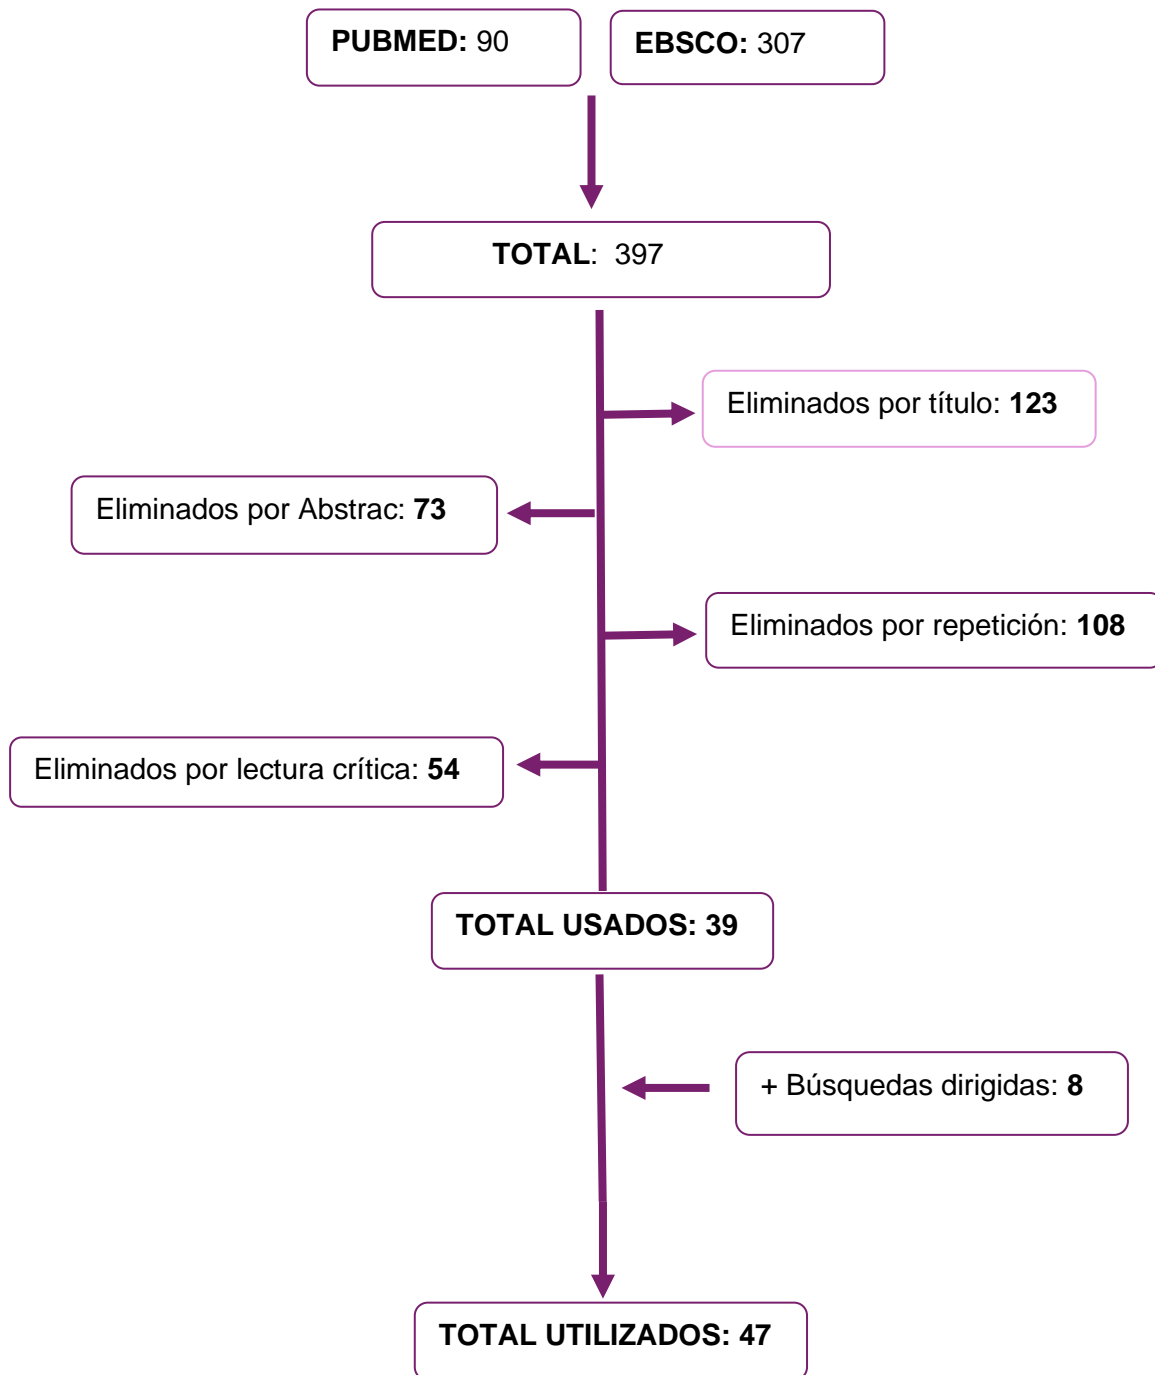 PUBMED: 90
EBSCO: 307
TOTAL: 397
Eliminados por título: 123
Eliminados por Abstrac: 73
Eliminados por repetición: 108
Eliminados por lectura crítica: 54
TOTAL USADOS: 39
+ Búsquedas dirigidas: 8
TOTAL UTILIZADOS: 47